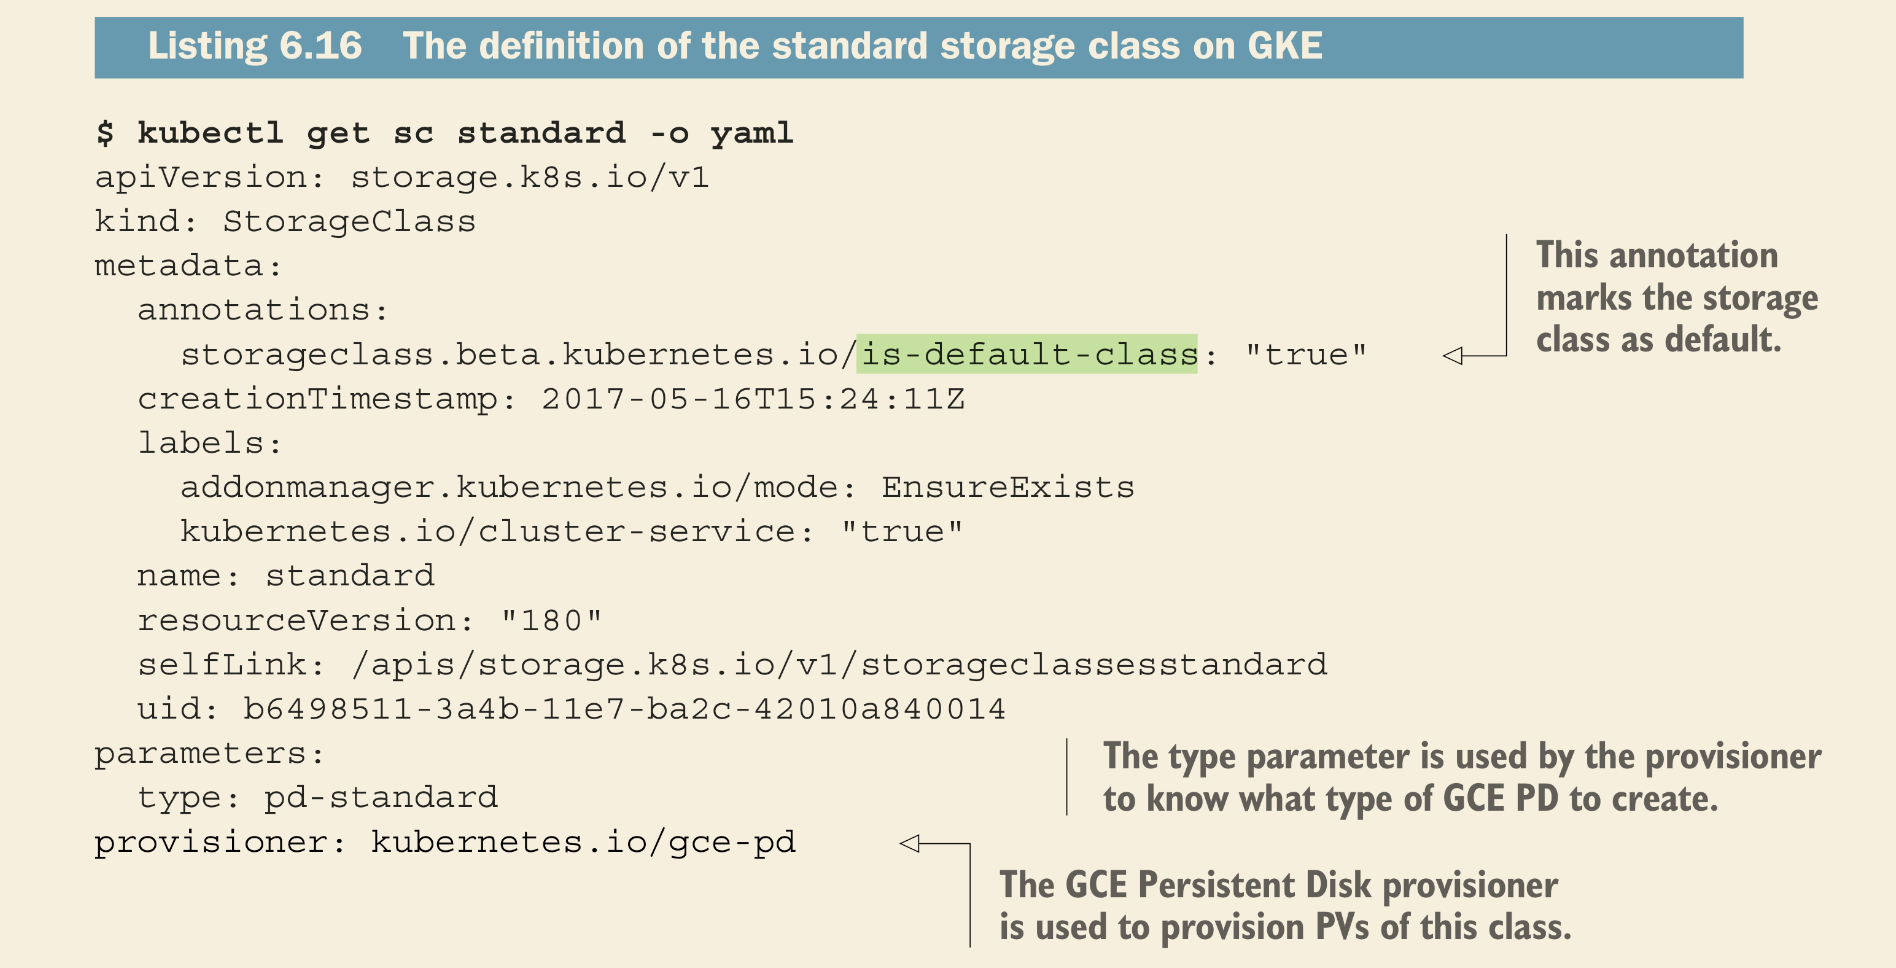 Listing 6.16 The definition of the standard storage class on GKE
$ kubectl get sc standard -o yaml
apiVersion: storage.k8s.io/v1
kind: StorageClass
metadata:
  annotations:
    storageclass.beta.kubernetes.io/is-default-class: "true"
This annotation
marks the storage
class as default.
  creationTimestamp: 2017-05-16T15:24:11Z
  labels:
    addonmanager.kubernetes.io/mode: EnsureExists
    kubernetes.io/cluster-service: "true"
  name: standard
  resourceVersion: "180"
  selfLink: /apis/storage.k8s.io/v1/storageclassesstandard
  uid: b6498511-3a4b-11e7-ba2c-42010a840014
parameters:
  type: pd-standard
The type parameter is used by the provisioner
to know what type of GCE PD to create.
provisioner: kubernetes.io/gce-pd
The GCE Persistent Disk provisioner
is used to provision PVs of this class.